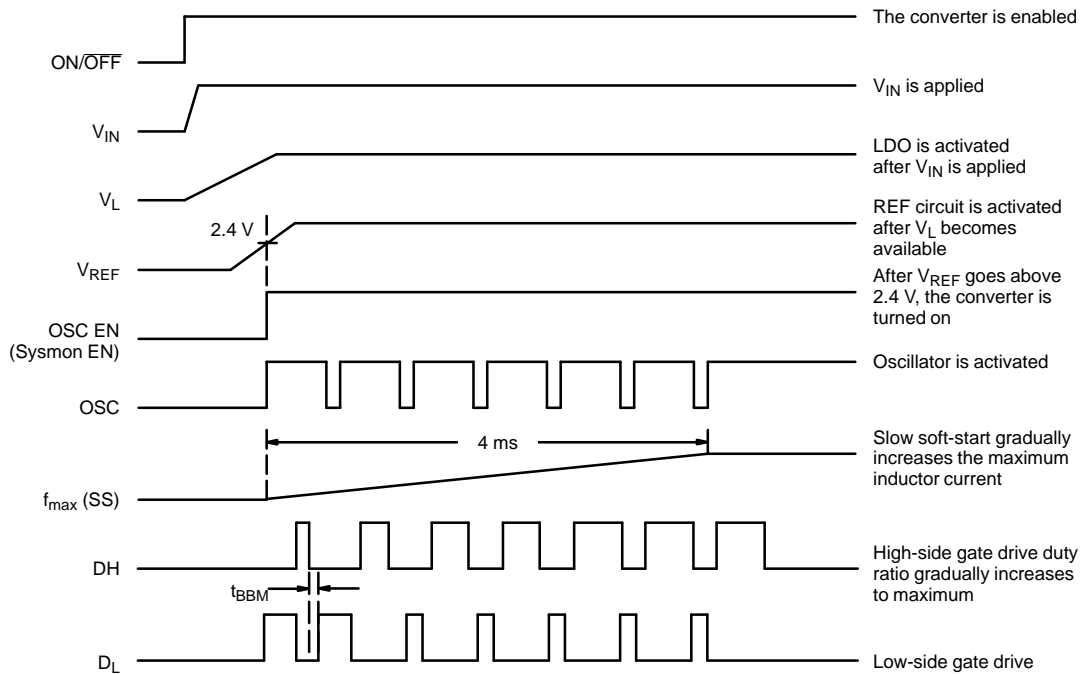 The converter is enabled
ON/OFF
V_IN is applied
V_IN
LDO is activated
after V_IN is applied
V_L
REF circuit is activated
after V_L becomes
available
2.4 V
V_REF
After V_REF goes above
2.4 V, the converter is
turned on
OSC EN
(Sysmon EN)
Oscillator is activated
OSC
4 ms
Slow soft-start gradually
increases the maximum
inductor current
f_max (SS)
DH
High-side gate drive duty
ratio gradually increases
to maximum
t_BBM
D_L
Low-side gate drive